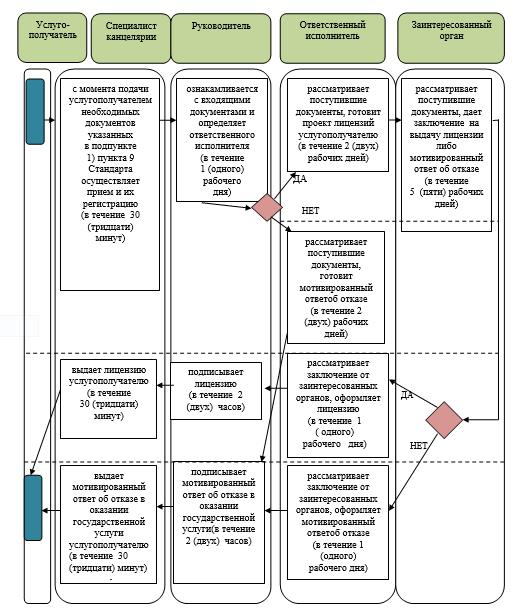 Услуго-
получатель
Специалист
канцелярии
Руководитель
Ответственный
исполнитель
Заинтересованный
орган
с момента подачи
услугополучателем
необходимых
документов
указанных
в подпункте
1) пункта 9
Стандарта
осуществляет
прием и их
регистрацию
(в течение 30
(тридцати)
минут)
ознакамливается
с входящими
документами и
определяет
ответственного
исполнителя
(в течение
1 (одного)
рабочего
дня)
рассматривает
поступившие
документы, готовит
проект лицензий
услугополучателю
(в течение 2 (двух)
рабочих дней)
рассматривает
поступившие
документы, дает
заключение на
выдачу лицензии
либо
мотивированный
ответ об отказе
(в течение
5 (пяти) рабочих
дней)
ДА
НЕТ
рассматривает
поступившие
документы,
готовит
мотивированный
ответоб отказе
(в течение 2
(двух) рабочих
дней)
выдает лицензию
услугополучателю
(в течение
30 (тридцати)
минут)
подписывает
лицензию
(в течение 2
(двух) часов)
рассматривает
заключение от
заинтересованных
органов, оформляет
лицензию
(в течение 1
( одного)
рабочего дня)
ДА
НЕТ
выдает
мотивированный
ответ об отказе в
оказании
государственной
услуги
услугополучателю
(в течение 30
(тридцати) минут)
.
подписывает
мотивированный
ответ об отказе в
оказании
государственной
услуги(в течение
2 (двух) часов)
рассматривает
заключение от
заинтересованных
органов, оформляет
мотивированный
ответоб отказе
(в течение 1
(одного)
рабочего дня)